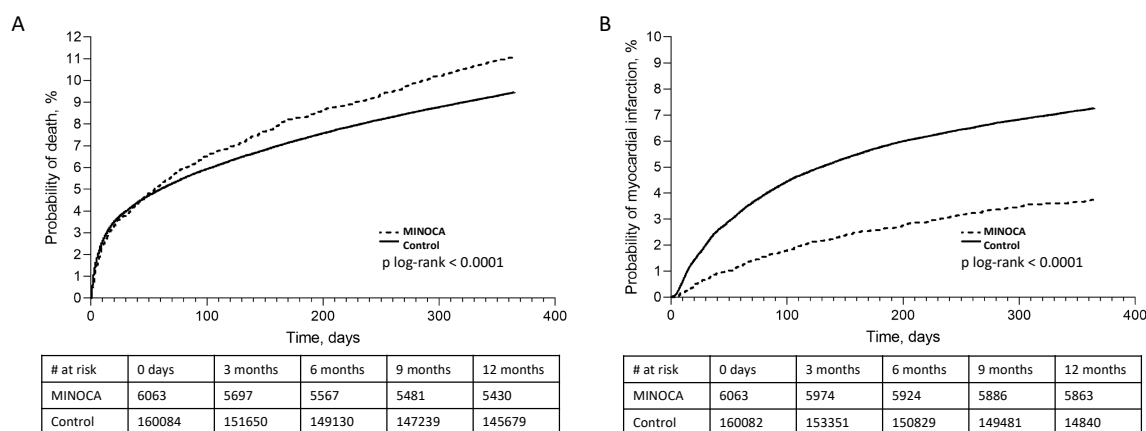 A
Probability of death, %
12
11
10
9
8
7
6
5
4
3
2
1
0
MINOCA
Control
p log-rank < 0.0001
0 100 200 300 400
Time, days
# at risk 0 days 3 months 6 months 9 months 12 months
MINOCA 6063 5697 5567 5481 5430
Control 160084 151650 149130 147239 145679
B
Probability of myocardial infarction, %
10
9
8
7
6
5
4
3
2
1
0
MINOCA
Control
p log-rank < 0.0001
0 100 200 300 400
Time, days
# at risk 0 days 3 months 6 months 9 months 12 months
MINOCA 6063 5974 5924 5886 5863
Control 160082 153351 150829 149481 14840